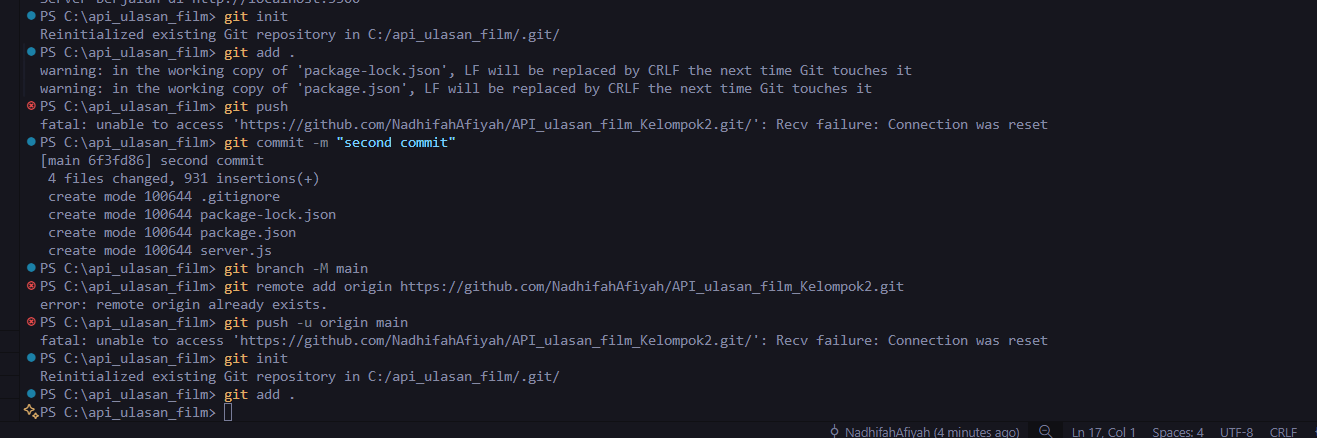 Server berjalan di http://localhost:3500
PS C:\api_ulasan_film> git init
Reinitialized existing Git repository in C:/api_ulasan_film/.git/
PS C:\api_ulasan_film> git add .
warning: in the working copy of 'package-lock.json', LF will be replaced by CRLF the next time Git touches it
warning: in the working copy of 'package.json', LF will be replaced by CRLF the next time Git touches it
PS C:\api_ulasan_film> git push
fatal: unable to access 'https://github.com/NadhifahAfiyah/API_ulasan_film_Kelompok2.git/': Recv failure: Connection was reset
PS C:\api_ulasan_film> git commit -m "second commit"
[main 6f3fd86] second commit
4 files changed, 931 insertions(+)
create mode 100644 .gitignore
create mode 100644 package-lock.json
create mode 100644 package.json
create mode 100644 server.js
PS C:\api_ulasan_film> git branch -M main
PS C:\api_ulasan_film> git remote add origin https://github.com/NadhifahAfiyah/API_ulasan_film_Kelompok2.git
error: remote origin already exists.
PS C:\api_ulasan_film> git push -u origin main
fatal: unable to access 'https://github.com/NadhifahAfiyah/API_ulasan_film_Kelompok2.git/': Recv failure: Connection was reset
PS C:\api_ulasan_film> git init
Reinitialized existing Git repository in C:/api_ulasan_film/.git/
PS C:\api_ulasan_film> git add .
PS C:\api_ulasan_film>
NadhifahAfiyah (4 minutes ago) Ln 17, Col 1 Spaces: 4 UTF-8 CRLF